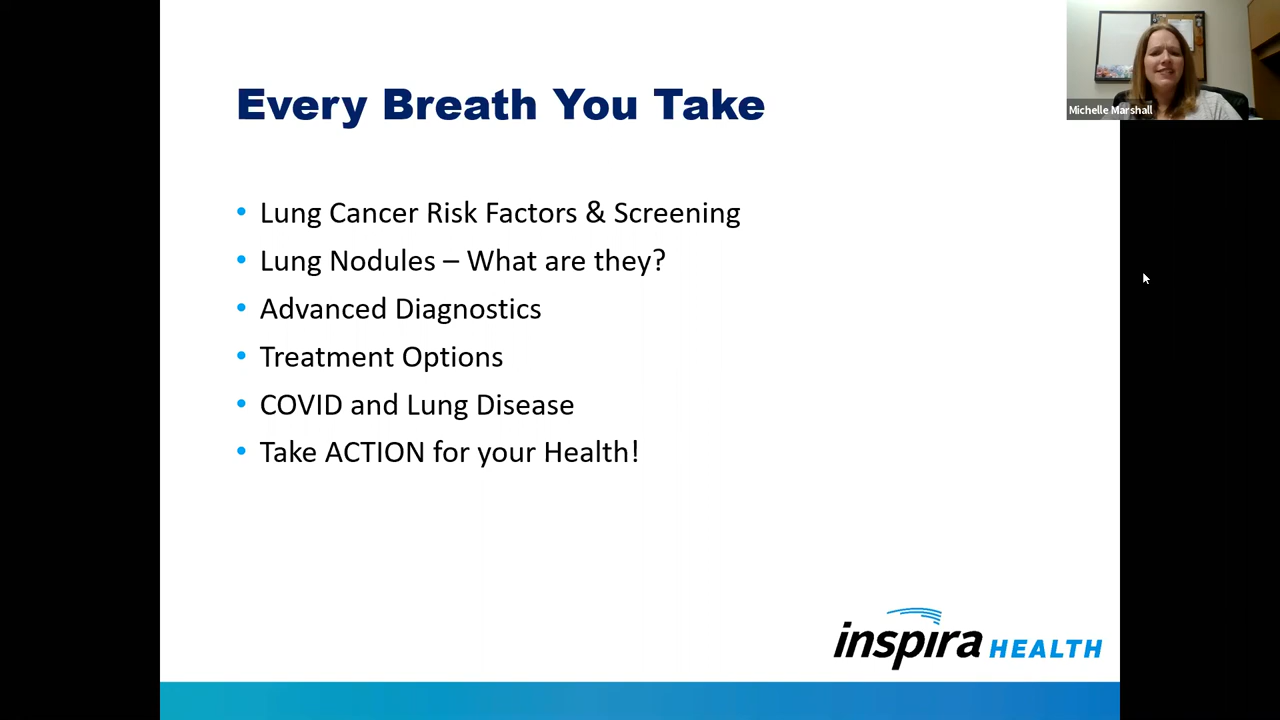 Every Breath You Take
Michelle Marshall
• Lung Cancer Risk Factors & Screening
• Lung Nodules – What are they?
• Advanced Diagnostics
• Treatment Options
• COVID and Lung Disease
• Take ACTION for your Health!
inspira HEALTH